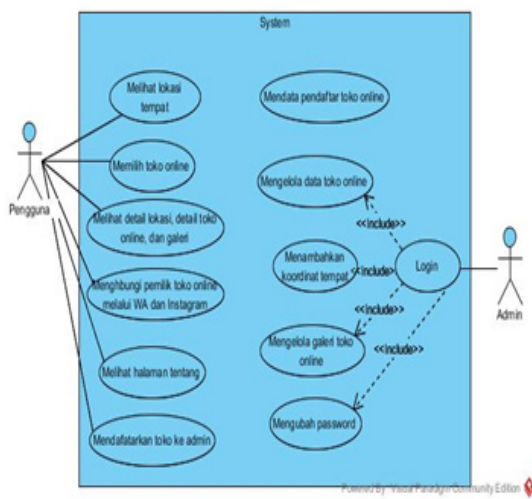 System
Melihat lokasi
tempat
Mendata pendaftar toko online
Memilih toko online
Mengelola data toko online
Pengguna
Melihat detail lokasi, detail toko
online, dan galeri
<<include>>
Menambahkan
koordinat tempat
<<include>>
Login
Menghbungi pemilik toko online
melalui WA dan Instagram
Admin
<<include>>
Mengelola galeri toko
online
<<include>>
Melihat halaman tentang
Mengubah password
Mendafatarkan toko ke admin
Powered By Visual Paradigm Community Edition